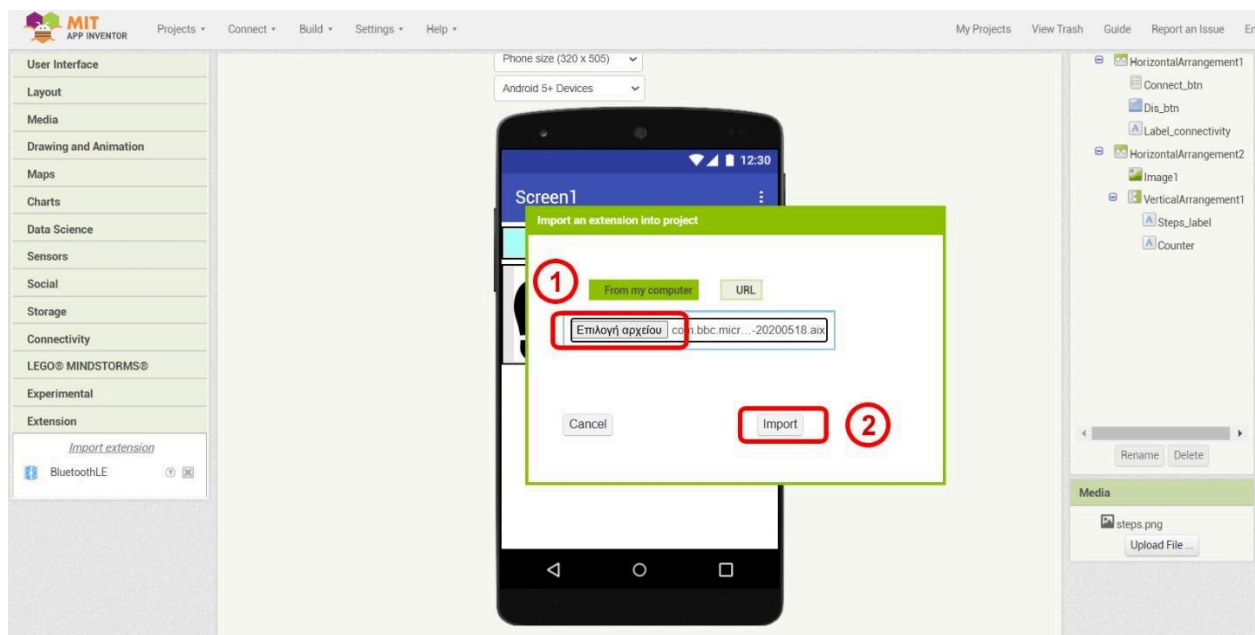 MIT
APP INVENTOR
Projects Connect Build Settings Help My Projects View Trash Guide Report an Issue
User Interface
Layout
Media
Drawing and Animation
Maps
Charts
Data Science
Sensors
Social
Storage
Connectivity
LEGO® MINDSTORMS®
Experimental
Extension
Import extension
BluetoothLE ?
Phone size (320 x 505)
Android 5+ Devices
12:30
Screen1
Import an extension into project
1
From my computer URL
Επιλογή αρχείου com.bbc.micr...-20200518.aix
Cancel Import 2
HorizontalArrangement1
Connect_btn
Dis_btn
A Label_connectivity
HorizontalArrangement2
Image1
VerticalArrangement1
A Steps_label
A Counter
Rename Delete
Media
steps.png
Upload File ...